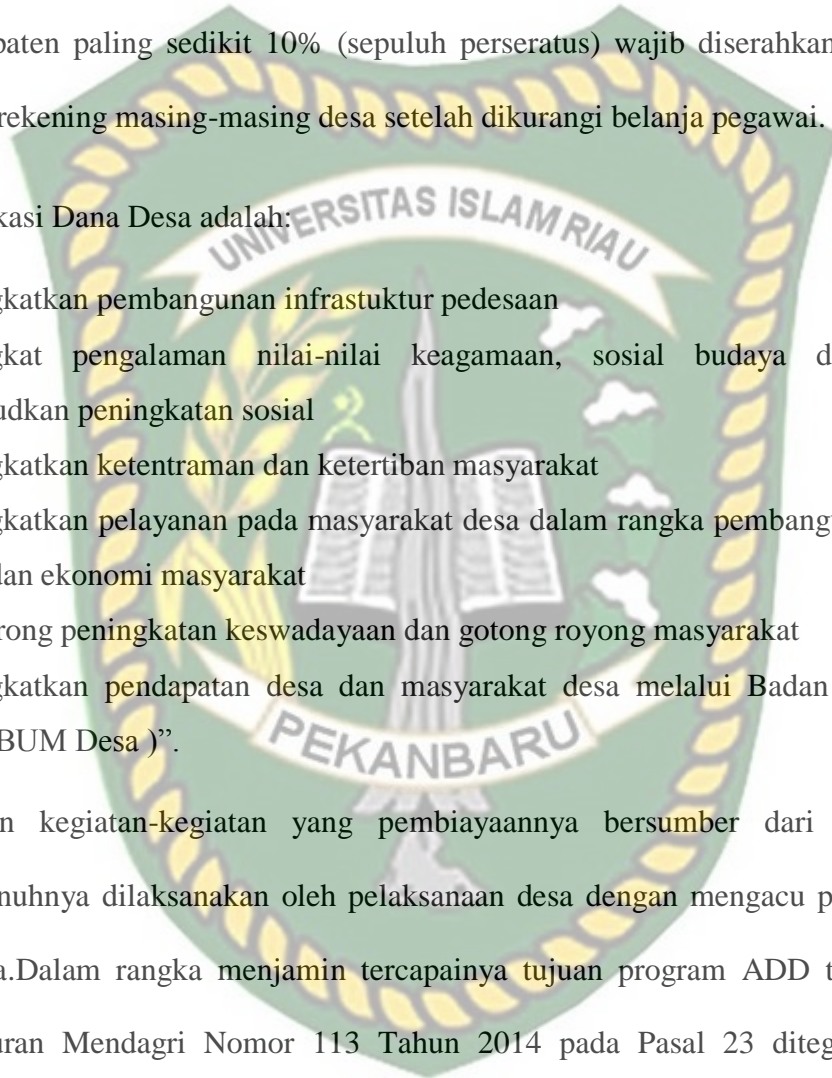 paten paling sedikit 10% (sepuluh perseratus) wajib diserahkan
rekening masing-masing desa setelah dikurangi belanja pegawai.
UNIVERSITAS ISLAM RIAU
kasi Dana Desa adalah:
gkatkan pembangunan infrastuktur pedesaan
gkat pengalaman nilai-nilai keagamaan, sosial budaya d
udkan peningkatan sosial
gkatkan ketentraman dan ketertiban masyarakat
gkatkan pelayanan pada masyarakat desa dalam rangka pembang
dan ekonomi masyarakat
rong peningkatan keswadayaan dan gotong royong masyarakat
gkatkan pendapatan desa dan masyarakat desa melalui Badan
BUM Desa )”.
PEKANBARU
n kegiatan-kegiatan yang pembiayaannya bersumber dari
nuhnya dilaksanakan oleh pelaksanaan desa dengan mengacu p
a.Dalam rangka menjamin tercapainya tujuan program ADD t
uran Mendagri Nomor 113 Tahun 2014 pada Pasal 23 diteg